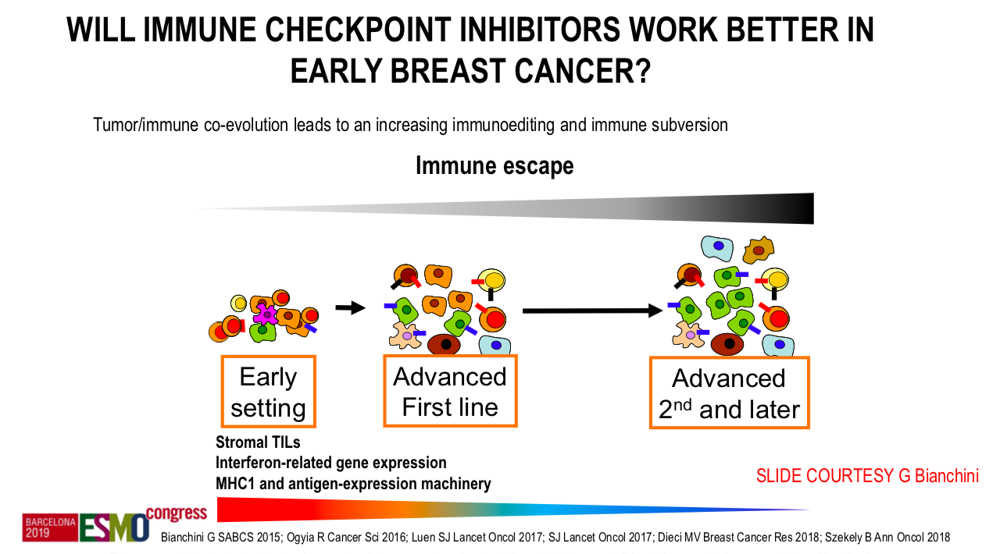 WILL IMMUNE CHECKPOINT INHIBITORS WORK BETTER IN
EARLY BREAST CANCER?
Tumor/immune co-evolution leads to an increasing immunoediting and immune subversion
Immune escape
Early
setting
Advanced
First line
Advanced
2nd and later
Stromal TILs
Interferon-related gene expression
MHC1 and antigen-expression machinery
SLIDE COURTESY G Bianchini
BARCELONA
2019
ESMO
congress
Bianchini G SABCS 2015; Ogyia R Cancer Sci 2016; Luen SJ Lancet Oncol 2017; SJ Lancet Oncol 2017; Dieci MV Breast Cancer Res 2018; Szekely B Ann Oncol 2018